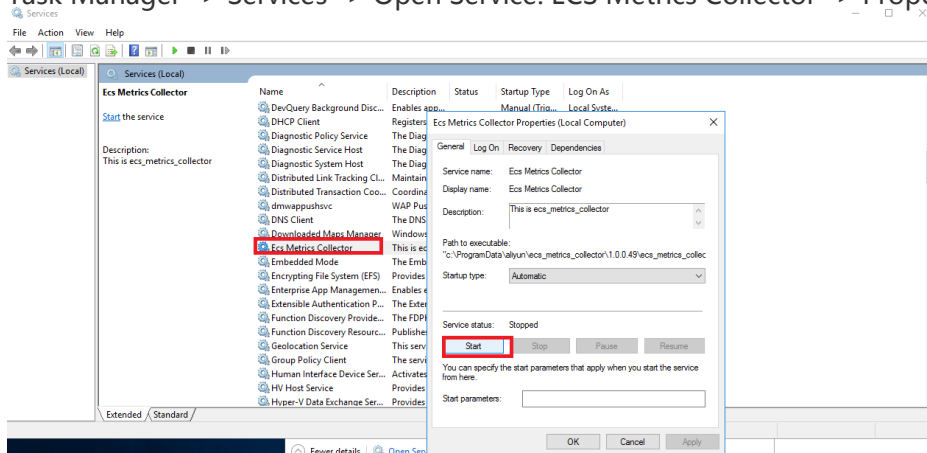 Task Manager -> Services -> Open Service: ECS Metrics Collector -> Prope
Services
File Action View Help
Services (Local)
Services (Local)
Ecs Metrics Collector
Start the service
Description:
This is ecs_metrics_collector
Name Description Status Startup Type Log On As
DevQuery Background Disc... Enables app... Manual (Trig... Local Syste...
DHCP Client Registers
Diagnostic Policy Service The Diag
Diagnostic Service Host The Diag
Diagnostic System Host The Diag
Distributed Link Tracking Cl... Maintain
Distributed Transaction Coo... Coordina
dmwappushsvc WAP Pus
DNS Client The DNS
Downloaded Maps Manager Windows
Ecs Metrics Collector This is ec
Embedded Mode The Emb
Encrypting File System (EFS) Provides
Enterprise App Managemen... Enables e
Extensible Authentication P... The Exter
Function Discovery Provide... The FDPH
Function Discovery Resourc... Publishe
Geolocation Service This serv
Group Policy Client The servi
Human Interface Device Ser... Activates
HV Host Service Provides
Hyper-V Data Exchange Ser... Provides
Extended Standard
Ecs Metrics Collector Properties (Local Computer)
General Log On Recovery Dependencies
Service name: Ecs Metrics Collector
Display name: Ecs Metrics Collector
Description: This is ecs_metrics_collector
Path to executable:
"c:\ProgramData\aliyun\ecs_metrics_collector\1.0.0.49\ecs_metrics_collec
Startup type: Automatic
Service status: Stopped
Start Stop Pause Resume
You can specify the start parameters that apply when you start the service
from here.
Start parameters:
OK Cancel Apply
Fewer details Open Ser